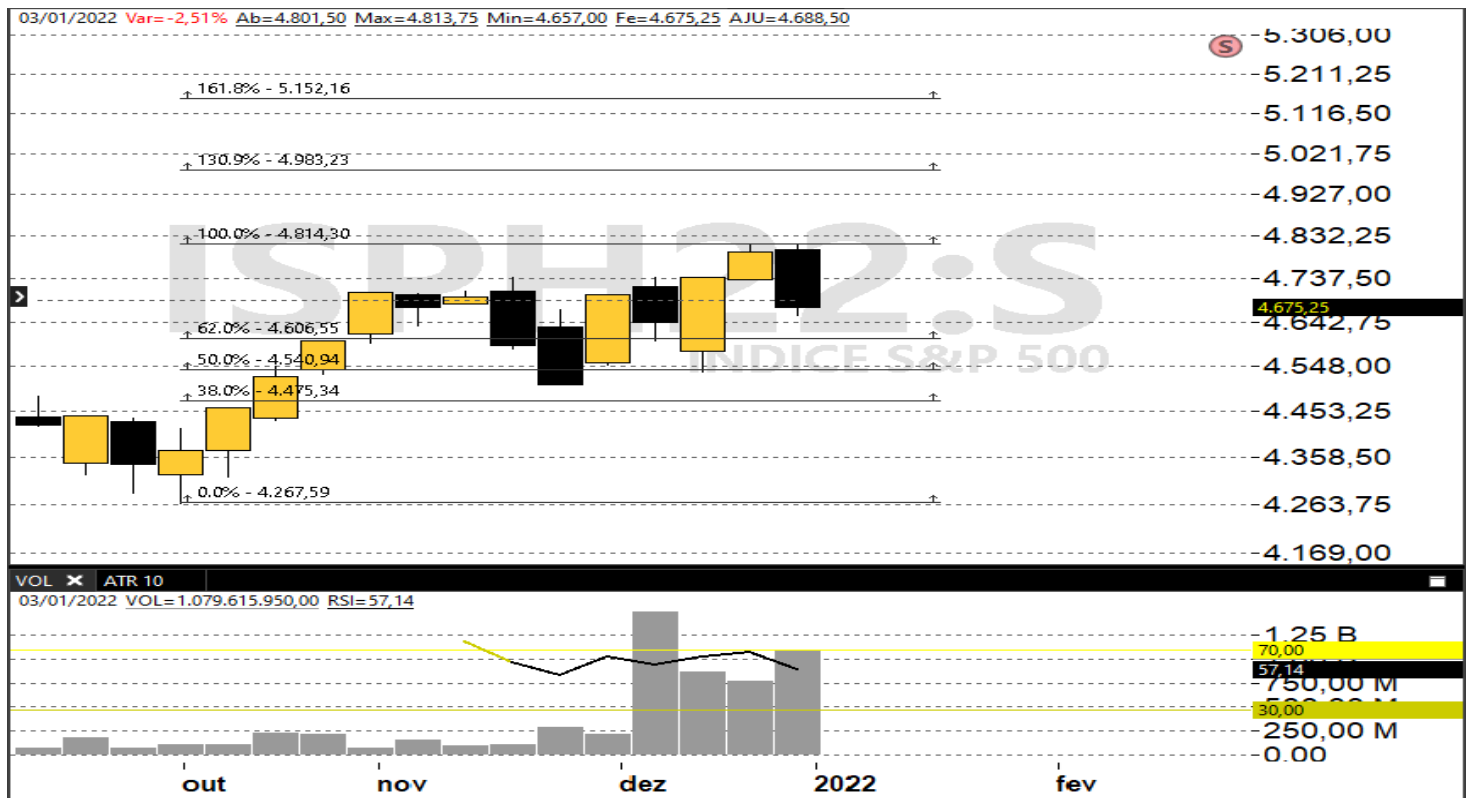 03/01/2022 Var=-2,51% Ab=4.801,50 Max=4.813,75 Min=4.657,00 Fe=4.675,25 AJU=4.688,50
5.306,00
S
5.211,25
161.8% - 5.152,16
5.116,50
5.021,75
130.9% - 4.983,23
4.927,00
ISPH22:S
100.0% - 4.814,30
4.832,25
4.737,50
4.675,25
4.642,75
62.0% - 4.606,55
INDICE S&P 500
50.0% - 4.540,94
4.548,00
38.0% - 4.475,34
4.453,25
4.358,50
0.0% - 4.267,59
4.263,75
4.169,00
VOL ATR 10
03/01/2022 VOL=1.079.615.950,00 RSI=57,14
1.25 B
70,00
57,14
750,00 M
30,00
250,00 M
0.00
out nov dez 2022 fev